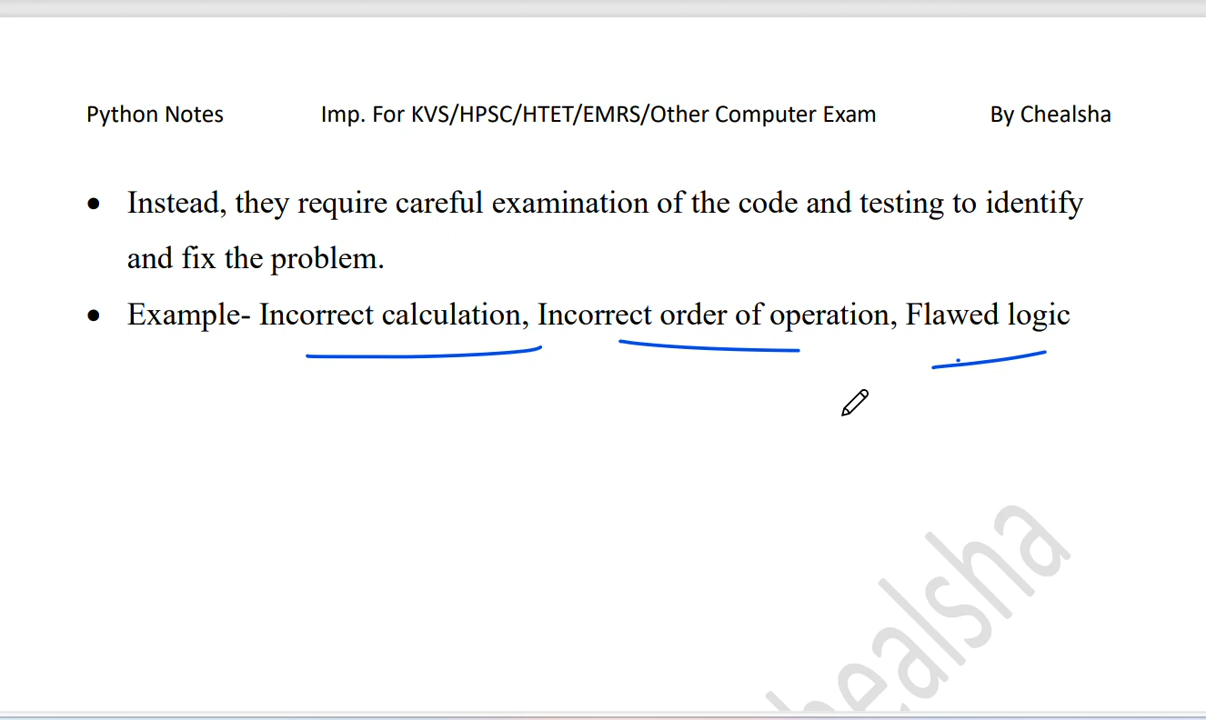 Python Notes Imp. For KVS/HPSC/HTET/EMRS/Other Computer Exam By Chealsha
• Instead, they require careful examination of the code and testing to identify
and fix the problem.
• Example- Incorrect calculation, Incorrect order of operation, Flawed logic
healsha